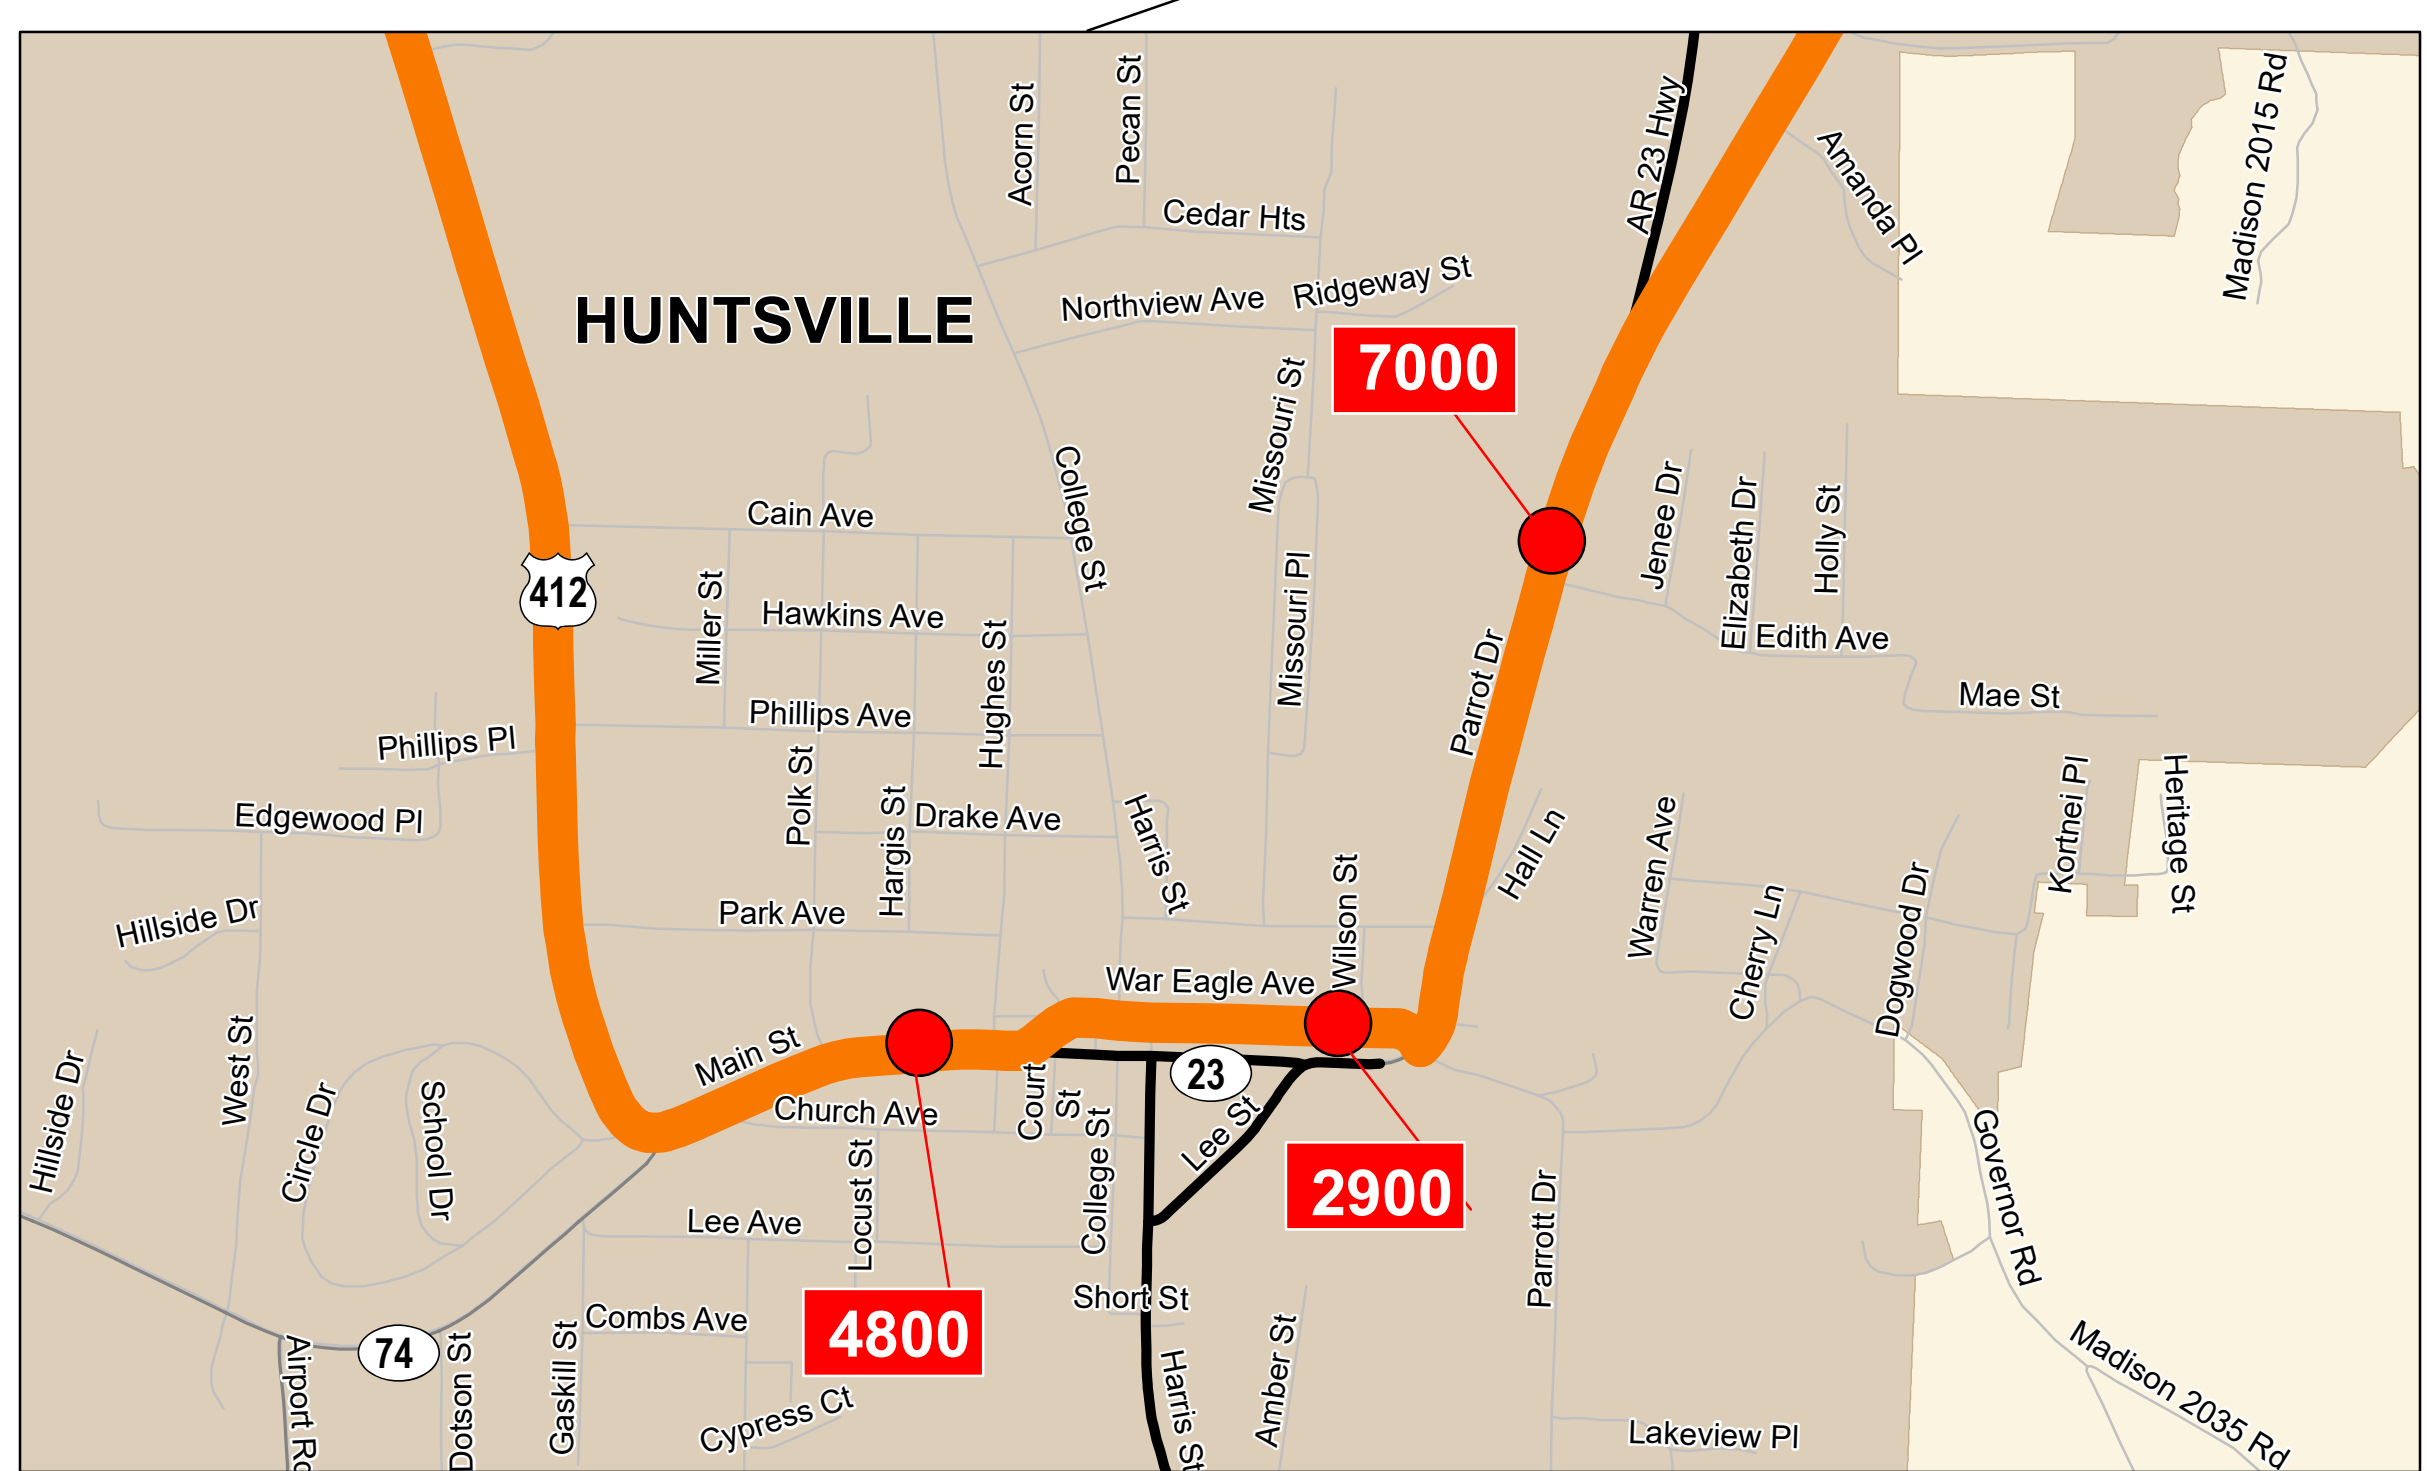 Acorn St
Pecan St
AR 23 Hwy
Amanda Pl
Madison 2015 Rd
Cedar Hts
HUNTSVILLE
Northview Ave
Ridgeway St
7000
Missouri St
College St
Cain Ave
Jenee Dr
Elizabeth Dr
Holly St
412
Miller St
Hawkins Ave
Hughes St
Missouri Pl
Parrot Dr
Edith Ave
Mae St
Phillips Ave
Phillips Pl
Polk St
Hargis St
Drake Ave
Harris St
Edgewood Pl
Hall Ln
Warren Ave
Kortnei Pl
Heritage St
Hillside Dr
Park Ave
Wilson St
Cherry Ln
Dogwood Dr
War Eagle Ave
West St
Main St
Hillside Dr
Circle Dr
School Dr
Church Ave
Court
St
23
Lee St
College St
Locust St
2900
Parrott Dr
Governor Rd
Lee Ave
Short St
Combs Ave
4800
74
Airport Rd
Dotson St
Gaskill St
Cypress Ct
Harris St
Amber St
Lakeview Pl
Madison 2035 Rd